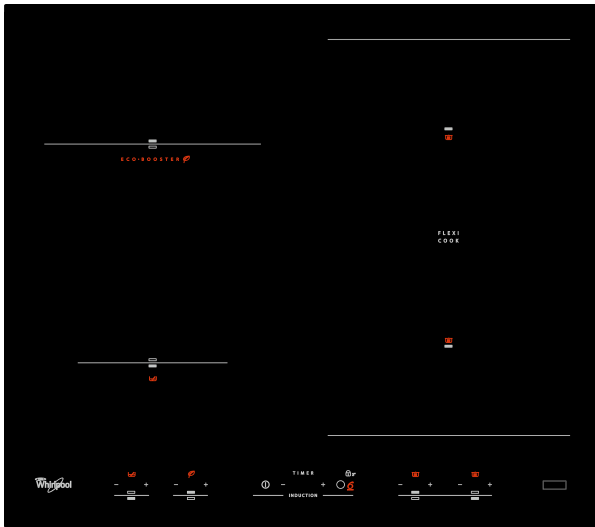 ECO•BOOSTER
FLEXI
COOK
TIMER
Whirlpool
− + − + − + − + − +
INDUCTION